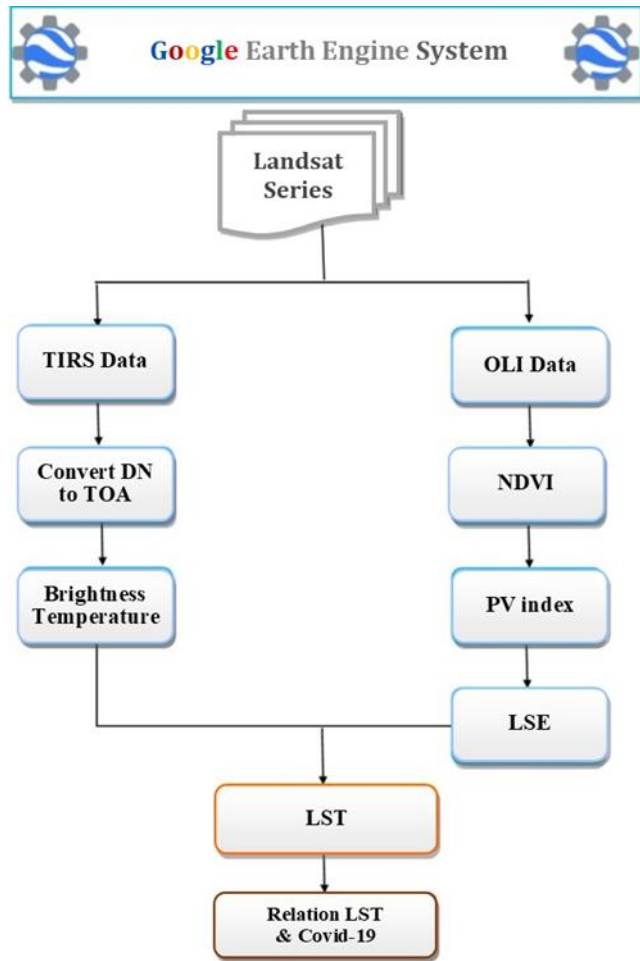 Google Earth Engine System
Landsat
Series
TIRS Data
OLI Data
Convert DN
to TOA
NDVI
Brightness
Temperature
PV index
LSE
LST
Relation LST
& Covid-19